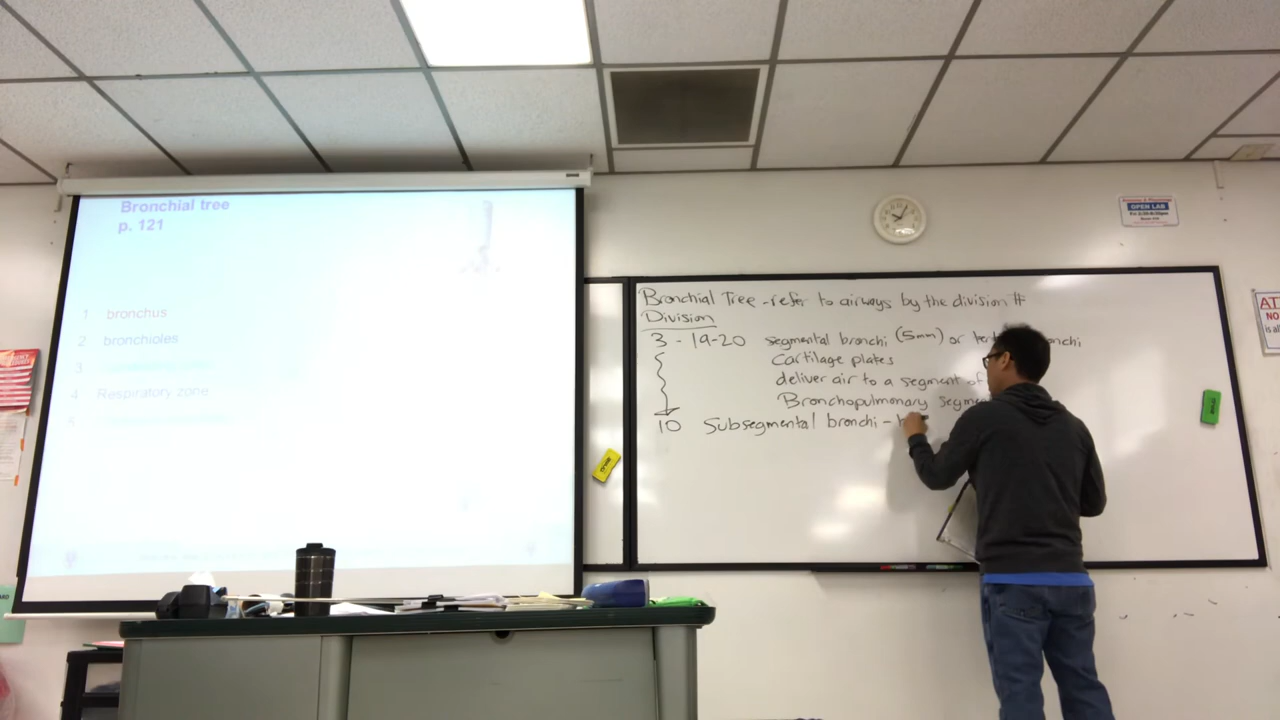 Bronchial tree
p. 121
1 bronchus
2 bronchioles
3
4 Respiratory zone
5
Bronchial Tree - refer to airways by the division #
Division
3 - 19-20 segmental bronchi (5mm) or
Cartilage plates
deliver air to a segment of
Bronchopulmonary
10 Subsegmental bronchi -
OPEN LAB